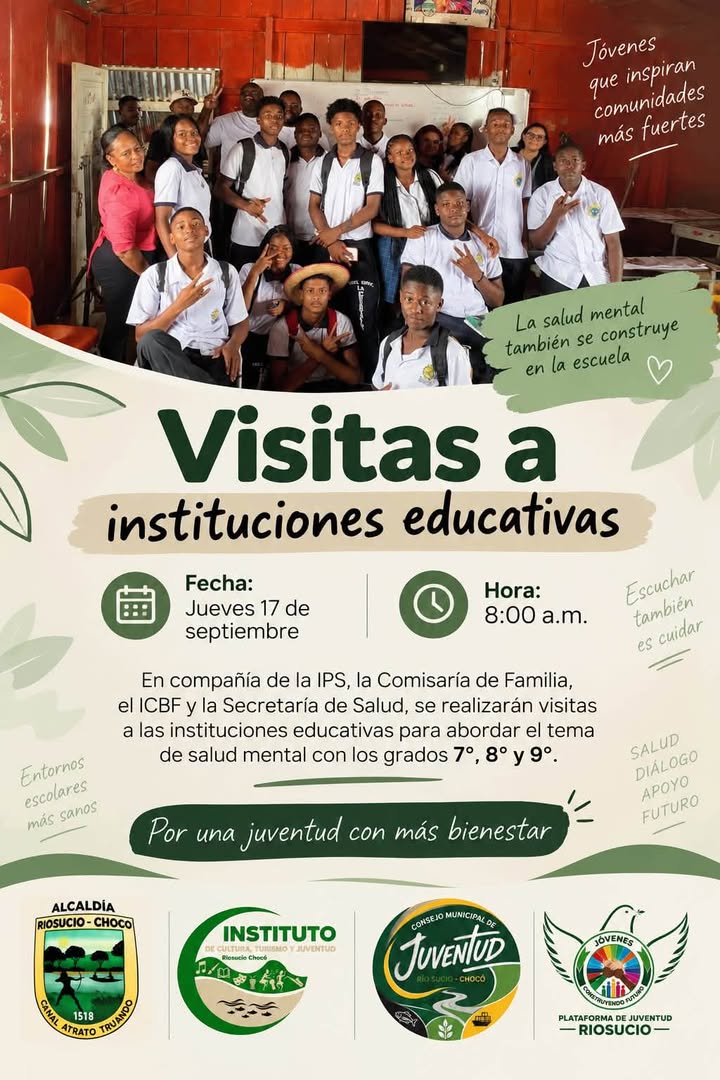 Jóvenes
que inspiran
comunidades
más fuertes
La salud mental
también se construye
en la escuela
Visitas a
instituciones educativas
Fecha:
Jueves 17 de
septiembre
Hora:
8:00 a.m.
Escuchar
también
es cuidar
En compañía de la IPS, la Comisaría de Familia,
el ICBF y la Secretaría de Salud, se realizarán visitas
a las instituciones educativas para abordar el tema
de salud mental con los grados 7°, 8° y 9°.
Entornos
escolares
más sanos
SALUD
DIÁLOGO
APOYO
FUTURO
Por una juventud con más bienestar
ALCALDÍA
RIOSUCIO - CHOCÓ
1518
CANAL ATRATO TRUANDO
INSTITUTO
DE CULTURA, TURISMO Y JUVENTUD
Riosucio Chocó
CONSEJO MUNICIPAL DE
JUVENTUD
RÍO SUCIO - CHOCÓ
JÓVENES
CONSTRUYENDO FUTURO
PLATAFORMA DE JUVENTUD
RIOSUCIO